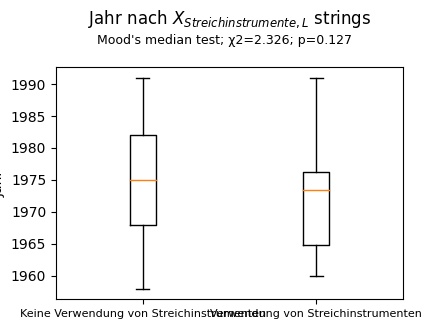 Jahr nach X_{Streichinstrumente, L} strings
Mood's median test; χ2=2.326; p=0.127
1990
1985
1980
1975
1970
1965
1960
Keine Verwendung von Streichinstrumenten
Verwendung von Streichinstrumenten